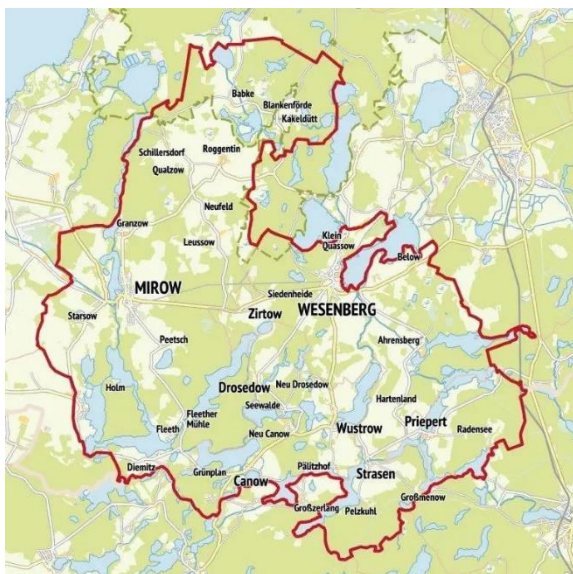 Babke
Blankenförde
Kakeldütt
Schillersdorf
Roggentin
Qualzow
Neufeld
Granzow
Klein
Quassow
Leussow
Below
MIROW
Siedenheide
WESENBERG
Starsow
Zirtow
Peetsch
Ahrensberg
Holm
Drosedow
Neu Drosedow
Hartenland
Seewalde
Fleether
Mühle
Fleeth
Neu Canow
Wustrow
Priepert
Radensee
Diemitz
Grünplan
Pälitzhof
Strasen
Canow
Großmenow
Großzerlang
Pelzkuhl